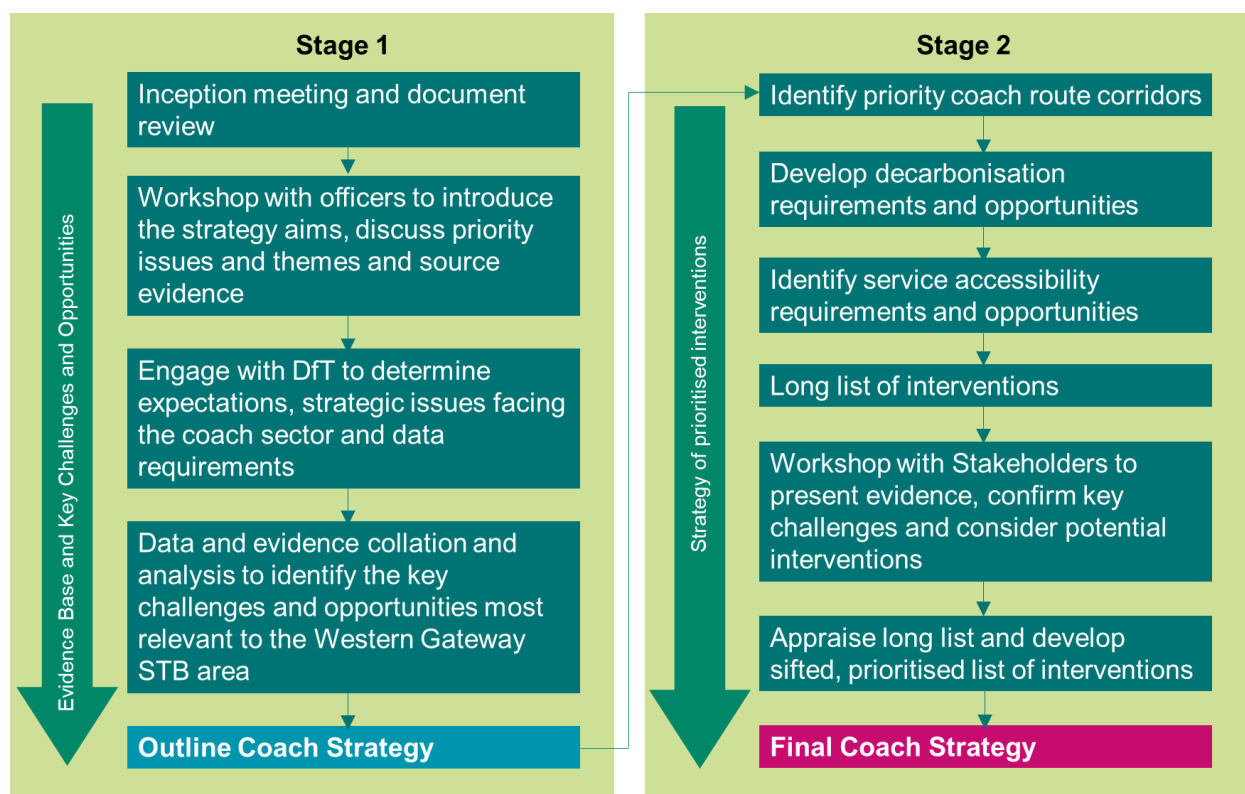 Stage 1
Evidence Base and Key Challenges and Opportunities
Inception meeting and document
review
Workshop with officers to introduce
the strategy aims, discuss priority
issues and themes and source
evidence
Engage with DfT to determine
expectations, strategic issues facing
the coach sector and data
requirements
Data and evidence collation and
analysis to identify the key
challenges and opportunities most
relevant to the Western Gateway
STB area
Outline Coach Strategy
Stage 2
Strategy of prioritised interventions
Identify priority coach route corridors
Develop decarbonisation
requirements and opportunities
Identify service accessibility
requirements and opportunities
Long list of interventions
Workshop with Stakeholders to
present evidence, confirm key
challenges and consider potential
interventions
Appraise long list and develop
sifted, prioritised list of interventions
Final Coach Strategy